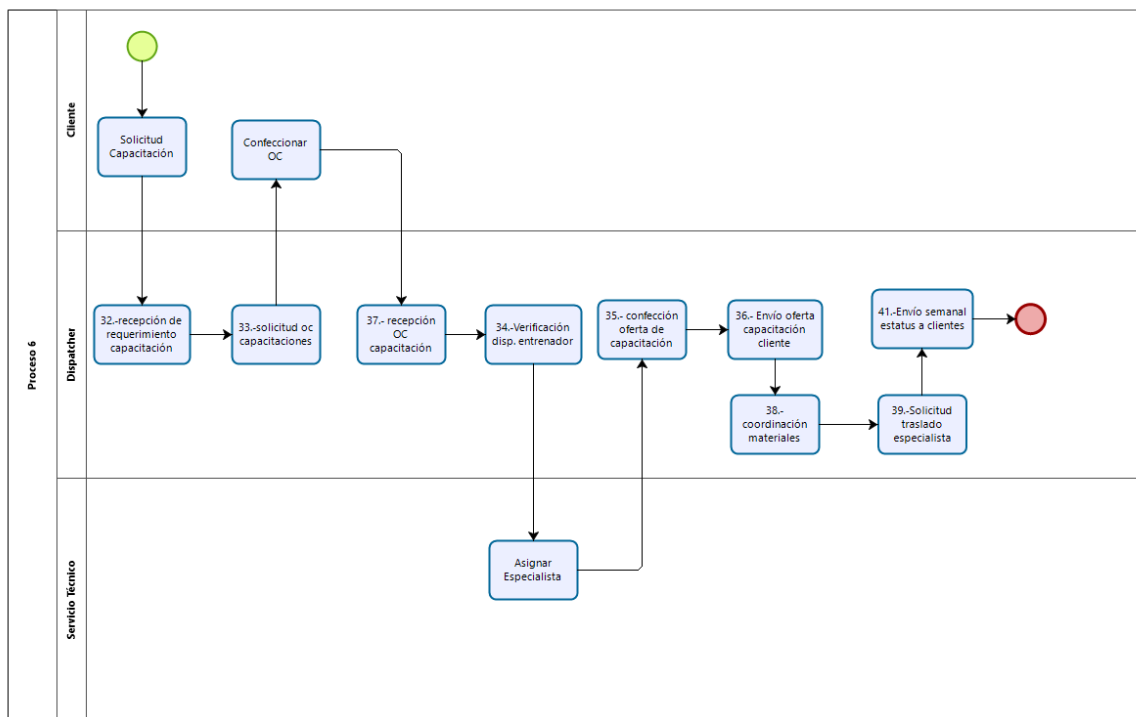 Proceso 6
Cliente
Solicitud
Capacitación
Confeccionar
OC
Dispatcher
32.-recepción de
requerimiento
capacitación
33.-solicitud oc
capacitaciones
37.- recepción
OC
capacitación
34.-Verificación
disp. entrenador
35.- confección
oferta de
capacitación
36.- Envío oferta
capacitación
cliente
41.-Envío semanal
estatus a clientes
38.-
coordinación
materiales
39.-Solicitud
traslado
especialista
Servicio Técnico
Asignar
Especialista